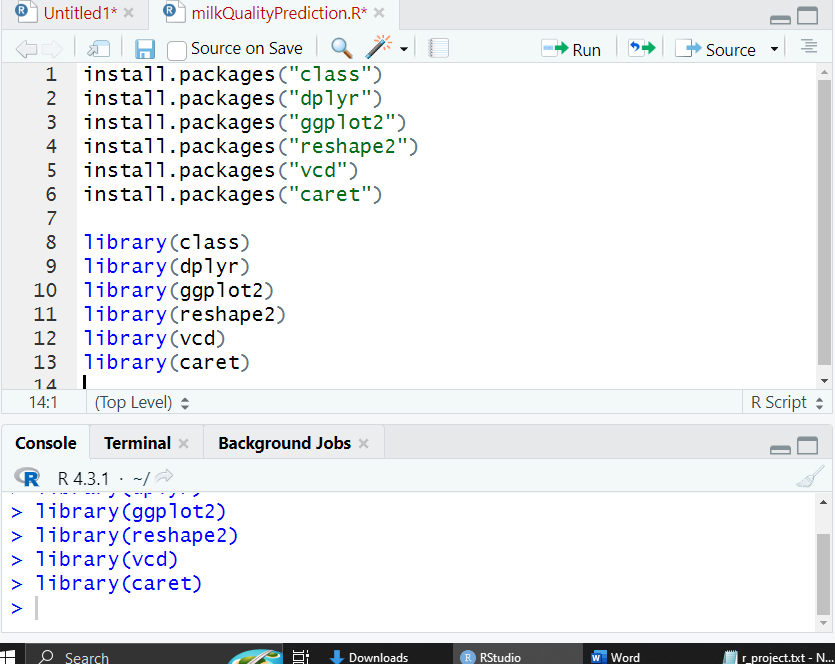 Untitled1* milkQualityPrediction.R*
Source on Save Run Source
1 install.packages("class")
2 install.packages("dplyr")
3 install.packages("ggplot2")
4 install.packages("reshape2")
5 install.packages("vcd")
6 install.packages("caret")
7
8 library(class)
9 library(dplyr)
10 library(ggplot2)
11 library(reshape2)
12 library(vcd)
13 library(caret)
14
14:1 (Top Level) R Script
Console Terminal Background Jobs
R 4.3.1 · ~/
> library(dplyr)
> library(ggplot2)
> library(reshape2)
> library(vcd)
> library(caret)
>
Search Downloads RStudio Word r_project.txt - N...